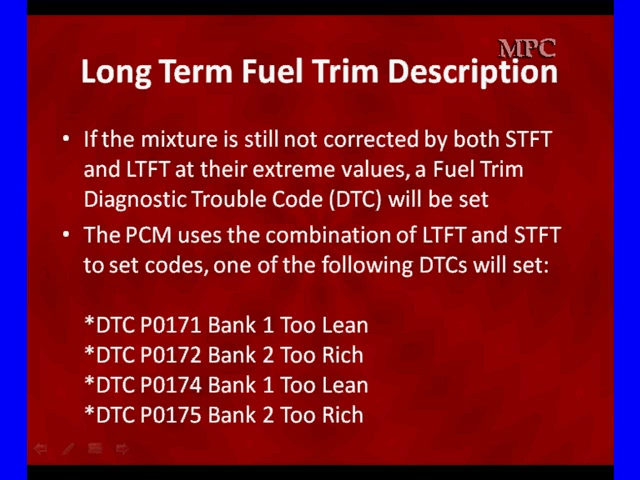 MPC
Long Term Fuel Trim Description
• If the mixture is still not corrected by both STFT
and LTFT at their extreme values, a Fuel Trim
Diagnostic Trouble Code (DTC) will be set
• The PCM uses the combination of LTFT and STFT
to set codes, one of the following DTCs will set:
*DTC P0171 Bank 1 Too Lean
*DTC P0172 Bank 2 Too Rich
*DTC P0174 Bank 1 Too Lean
*DTC P0175 Bank 2 Too Rich